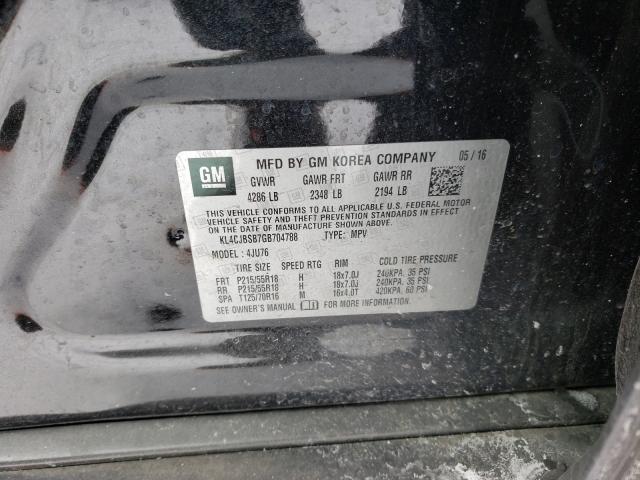 GM
MFD BY GM KOREA COMPANY 05/16
GVWR GAWR FRT GAWR RR
4286 LB 2348 LB 2194 LB
THIS VEHICLE CONFORMS TO ALL APPLICABLE U.S. FEDERAL MOTOR
VEHICLE SAFETY AND THEFT PREVENTION STANDARDS IN EFFECT
ON THE DATE OF MANUFACTURE SHOWN ABOVE.
KL4CJBSB7GB704788 TYPE: MPV
MODEL : 4JU76
TIRE SIZE SPEED RTG RIM COLD TIRE PRESSURE
FRT P215/55R18 H 18x7.0J 240KPA, 35 PSI
RR P215/55R18 H 18x7.0J 240KPA, 35 PSI
SPA T125/70R16 M 16x4.0T 420KPA, 60 PSI
SEE OWNER'S MANUAL FOR MORE INFORMATION.